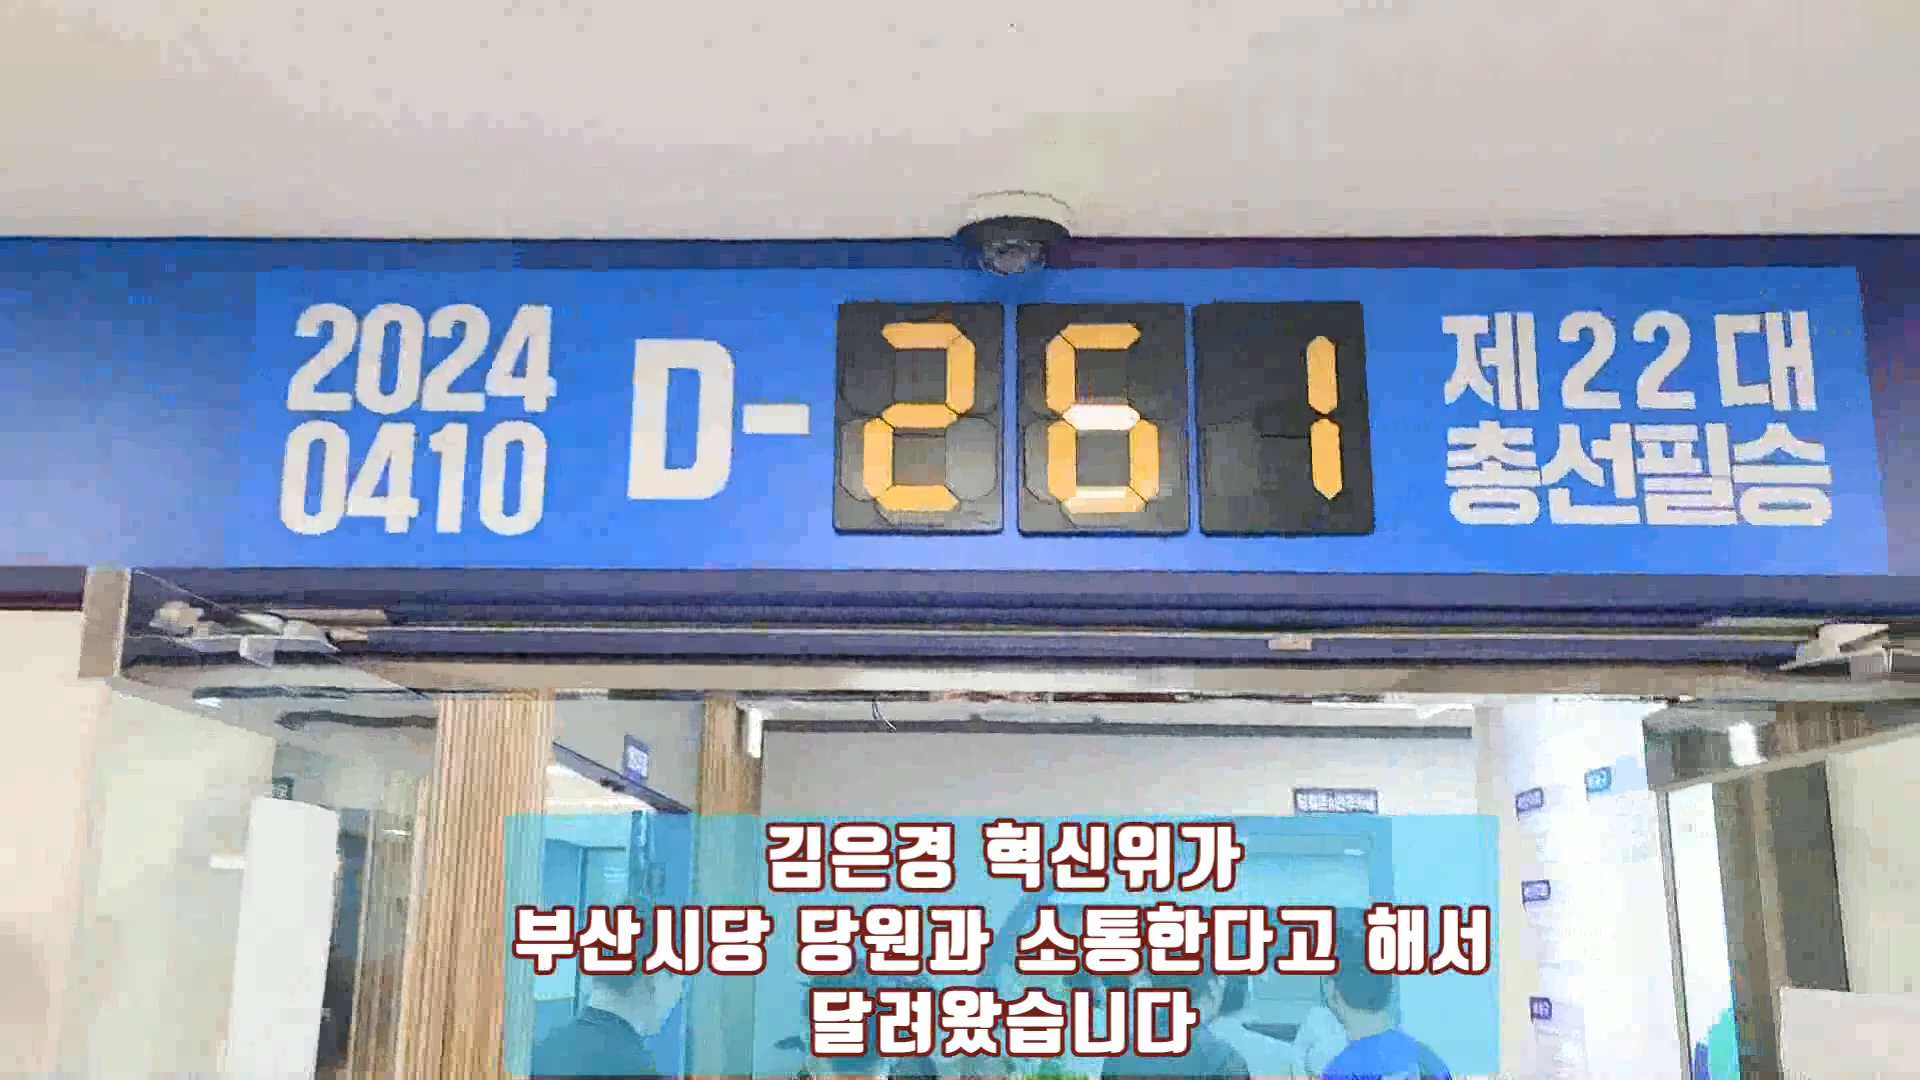 2024
0410
D-261
제22대
총선필승
김은경 혁신위가
부산시당 당원과 소통한다고 해서
달려왔습니다